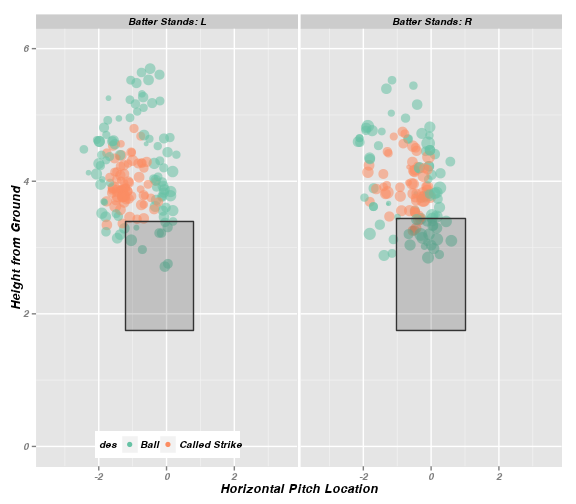 Batter Stands: L
Batter Stands: R
Height from Ground
6
4
2
0
des Ball Called Strike
-2 0 2
-2 0 2
Horizontal Pitch Location